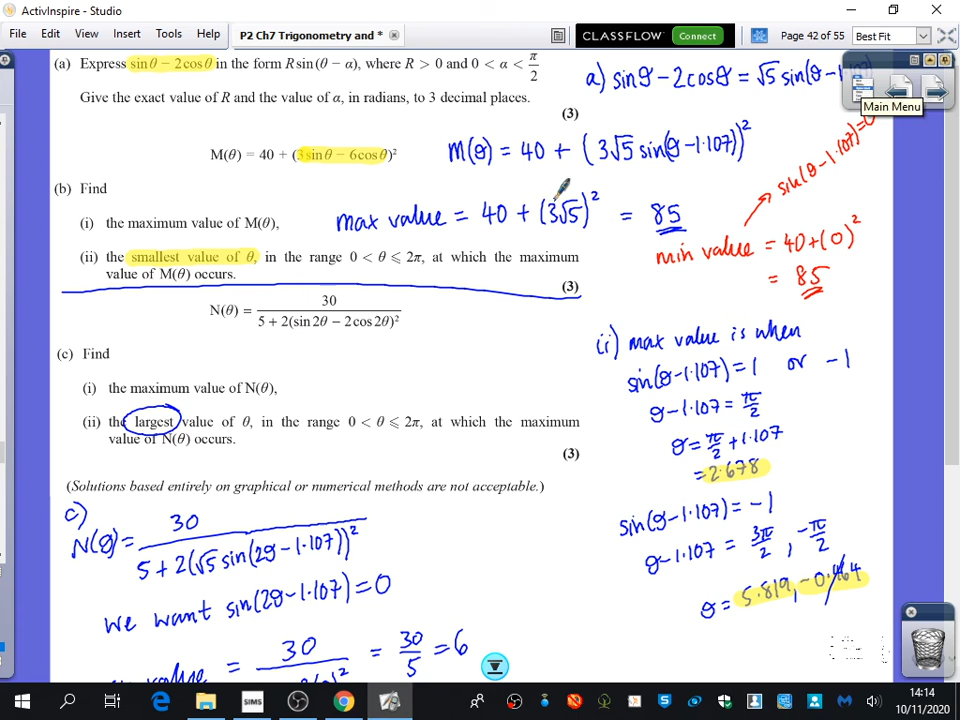 ActivInspire - Studio
File Edit View Insert Tools Help
P2 Ch7 Trigonometry and *
CLASSFLOW Connect
Page 42 of 55 Best Fit
Main Menu
(a) Express sin θ − 2 cos θ in the form R sin (θ − α), where R > 0 and 0 < α < π/2
Give the exact value of R and the value of α, in radians, to 3 decimal places.
(3)
M(θ) = 40 + (3 sin θ − 6 cos θ)²
(b) Find
(i) the maximum value of M(θ),
(ii) the smallest value of θ, in the range 0 < θ ⩽ 2π, at which the maximum
value of M(θ) occurs.
(3)
N(θ) = 30 / (5 + 2(sin 2θ − 2 cos 2θ)²)
(c) Find
(i) the maximum value of N(θ),
(ii) the largest value of θ, in the range 0 < θ ⩽ 2π, at which the maximum
value of N(θ) occurs.
(3)
(Solutions based entirely on graphical or numerical methods are not acceptable.)
a) sinθ − 2cosθ = √5 sin(θ − 1.107)
M(θ) = 40 + (3√5 sin(θ − 1.107))²
max value = 40 + (3√5)² = 85
sin(θ − 1.107) = 0
min value = 40 + (0)²
= 85
(ii) max value is when
sin(θ − 1.107) = 1 or −1
θ − 1.107 = π/2
θ = π/2 + 1.107
= 2.678
sin(θ − 1.107) = −1
θ − 1.107 = 3π/2, −π/2
θ = 5.819, −0.464
c)
N(θ) = 30 / (5 + 2(√5 sin(2θ − 1.107))²)
we want sin(2θ − 1.107) = 0
value = 30 = 30/5 = 6
14:14
10/11/2020
SIMS